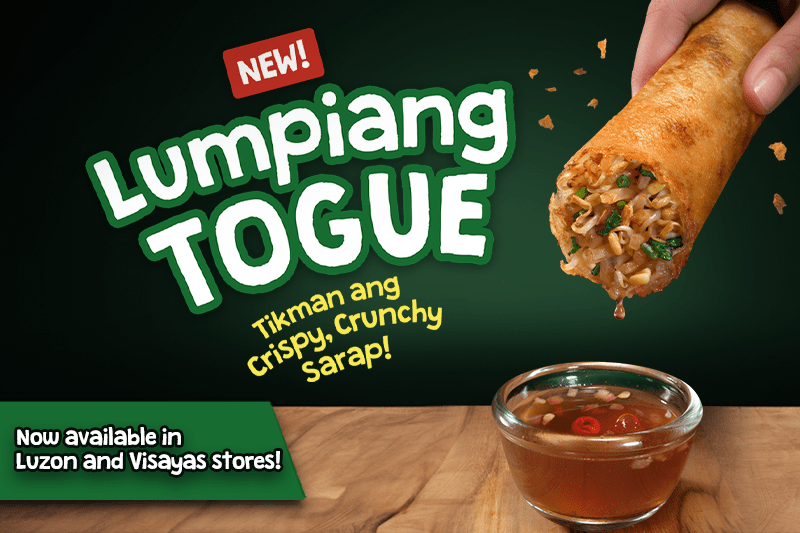 NEW!
Lumpiang
TOGUE
Tikman ang
Crispy, Crunchy
Sarap!
Now available in
Luzon and Visayas stores!